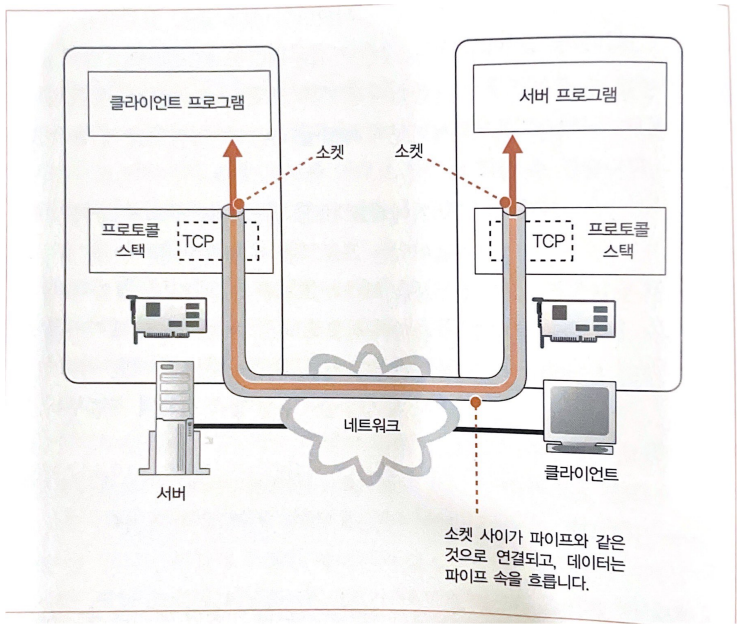 클라이언트 프로그램
서버 프로그램
소켓
소켓
프로토콜
스택
TCP
TCP
프로토콜
스택
네트워크
서버
클라이언트
소켓 사이가 파이프와 같은
것으로 연결되고, 데이터는
파이프 속을 흐릅니다.